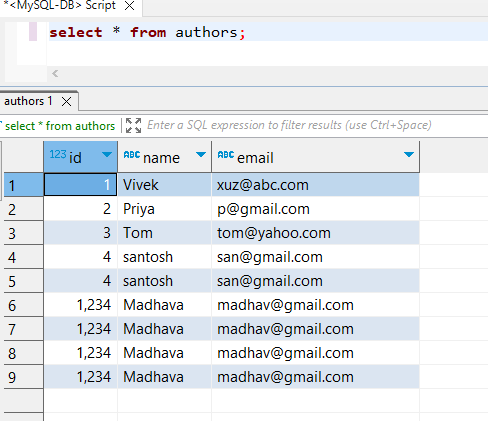 *<MySQL-DB> Script
select * from authors;
authors 1
select * from authors Enter a SQL expression to filter results (use Ctrl+Space)
123 id ABC name ABC email
1 1 Vivek xuz@abc.com
2 2 Priya p@gmail.com
3 3 Tom tom@yahoo.com
4 4 santosh san@gmail.com
5 4 santosh san@gmail.com
6 1,234 Madhava madhav@gmail.com
7 1,234 Madhava madhav@gmail.com
8 1,234 Madhava madhav@gmail.com
9 1,234 Madhava madhav@gmail.com